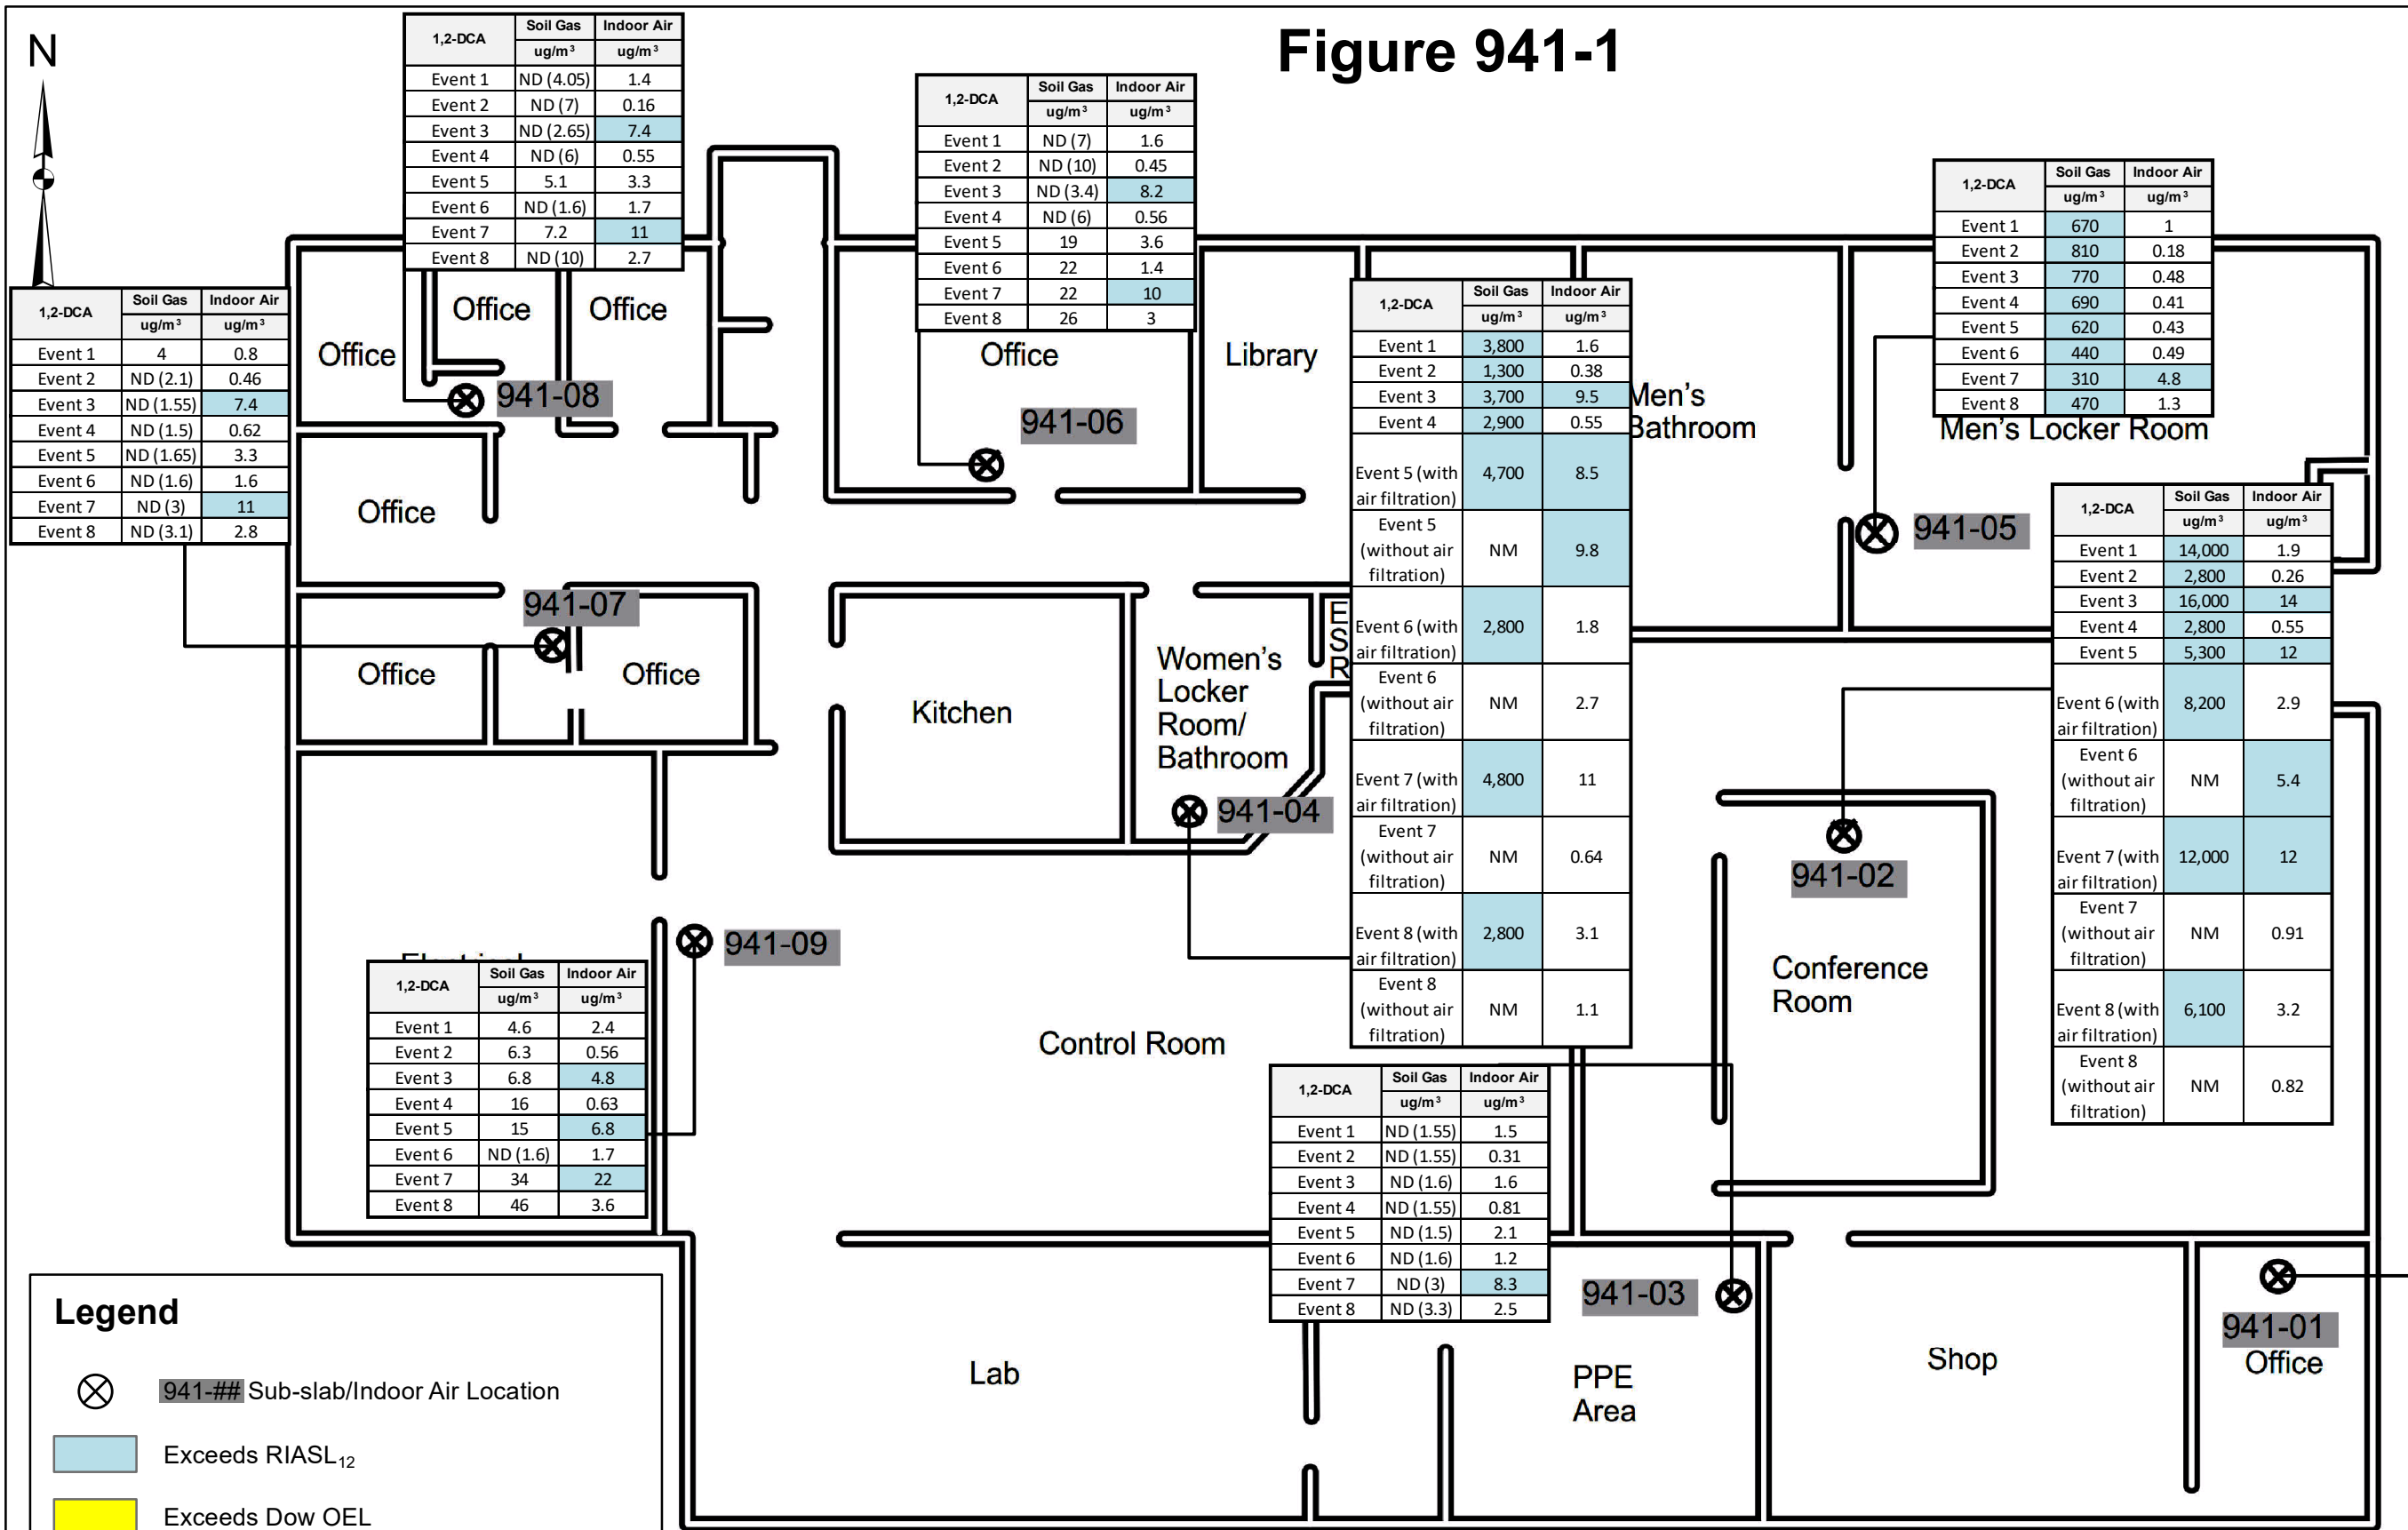 Figure 941-1
N
1,2-DCA Soil Gas Indoor Air
ug/m³ ug/m³
Event 1 ND (4.05) 1.4
Event 2 ND (7) 0.16
Event 3 ND (2.65) 7.4
Event 4 ND (6) 0.55
Event 5 5.1 3.3
Event 6 ND (1.6) 1.7
Event 7 7.2 11
Event 8 ND (10) 2.7
1,2-DCA Soil Gas Indoor Air
ug/m³ ug/m³
Event 1 ND (7) 1.6
Event 2 ND (10) 0.45
Event 3 ND (3.4) 8.2
Event 4 ND (6) 0.56
Event 5 19 3.6
Event 6 22 1.4
Event 7 22 10
Event 8 26 3
1,2-DCA Soil Gas Indoor Air
ug/m³ ug/m³
Event 1 670 1
Event 2 810 0.18
Event 3 770 0.48
Event 4 690 0.41
Event 5 620 0.43
Event 6 440 0.49
Event 7 310 4.8
Event 8 470 1.3
1,2-DCA Soil Gas Indoor Air
ug/m³ ug/m³
Event 1 4 0.8
Event 2 ND (2.1) 0.46
Event 3 ND (1.55) 7.4
Event 4 ND (1.5) 0.62
Event 5 ND (1.65) 3.3
Event 6 ND (1.6) 1.6
Event 7 ND (3) 11
Event 8 ND (3.1) 2.8
Office
Office
Office
941-08
Office
941-06
Library
1,2-DCA Soil Gas Indoor Air
ug/m³ ug/m³
Event 1 3,800 1.6
Event 2 1,300 0.38
Event 3 3,700 9.5
Event 4 2,900 0.55
Event 5 (with
air filtration) 4,700 8.5
Event 5
(without air
filtration) NM 9.8
Event 6 (with
air filtration) 2,800 1.8
Event 6
(without air
filtration) NM 2.7
Event 7 (with
air filtration) 4,800 11
Event 7
(without air
filtration) NM 0.64
Event 8 (with
air filtration) 2,800 3.1
Event 8
(without air
filtration) NM 1.1
Men's
Bathroom
Men's Locker Room
941-05
1,2-DCA Soil Gas Indoor Air
ug/m³ ug/m³
Event 1 14,000 1.9
Event 2 2,800 0.26
Event 3 16,000 14
Event 4 2,800 0.55
Event 5 5,300 12
Event 6 (with
air filtration) 8,200 2.9
Event 6
(without air
filtration) NM 5.4
Event 7 (with
air filtration) 12,000 12
Event 7
(without air
filtration) NM 0.91
Event 8 (with
air filtration) 6,100 3.2
Event 8
(without air
filtration) NM 0.82
Office
941-07
Office
Office
Kitchen
Women's
Locker
Room/
Bathroom
E
S
R
941-04
941-02
Conference
Room
941-09
Control Room
1,2-DCA Soil Gas Indoor Air
ug/m³ ug/m³
Event 1 4.6 2.4
Event 2 6.3 0.56
Event 3 6.8 4.8
Event 4 16 0.63
Event 5 15 6.8
Event 6 ND (1.6) 1.7
Event 7 34 22
Event 8 46 3.6
1,2-DCA Soil Gas Indoor Air
ug/m³ ug/m³
Event 1 ND (1.55) 1.5
Event 2 ND (1.55) 0.31
Event 3 ND (1.6) 1.6
Event 4 ND (1.55) 0.81
Event 5 ND (1.5) 2.1
Event 6 ND (1.6) 1.2
Event 7 ND (3) 8.3
Event 8 ND (3.3) 2.5
941-03
941-01
Office
Lab
PPE
Area
Shop
Legend
941-## Sub-slab/Indoor Air Location
Exceeds RIASL₁₂
Exceeds Dow OEL